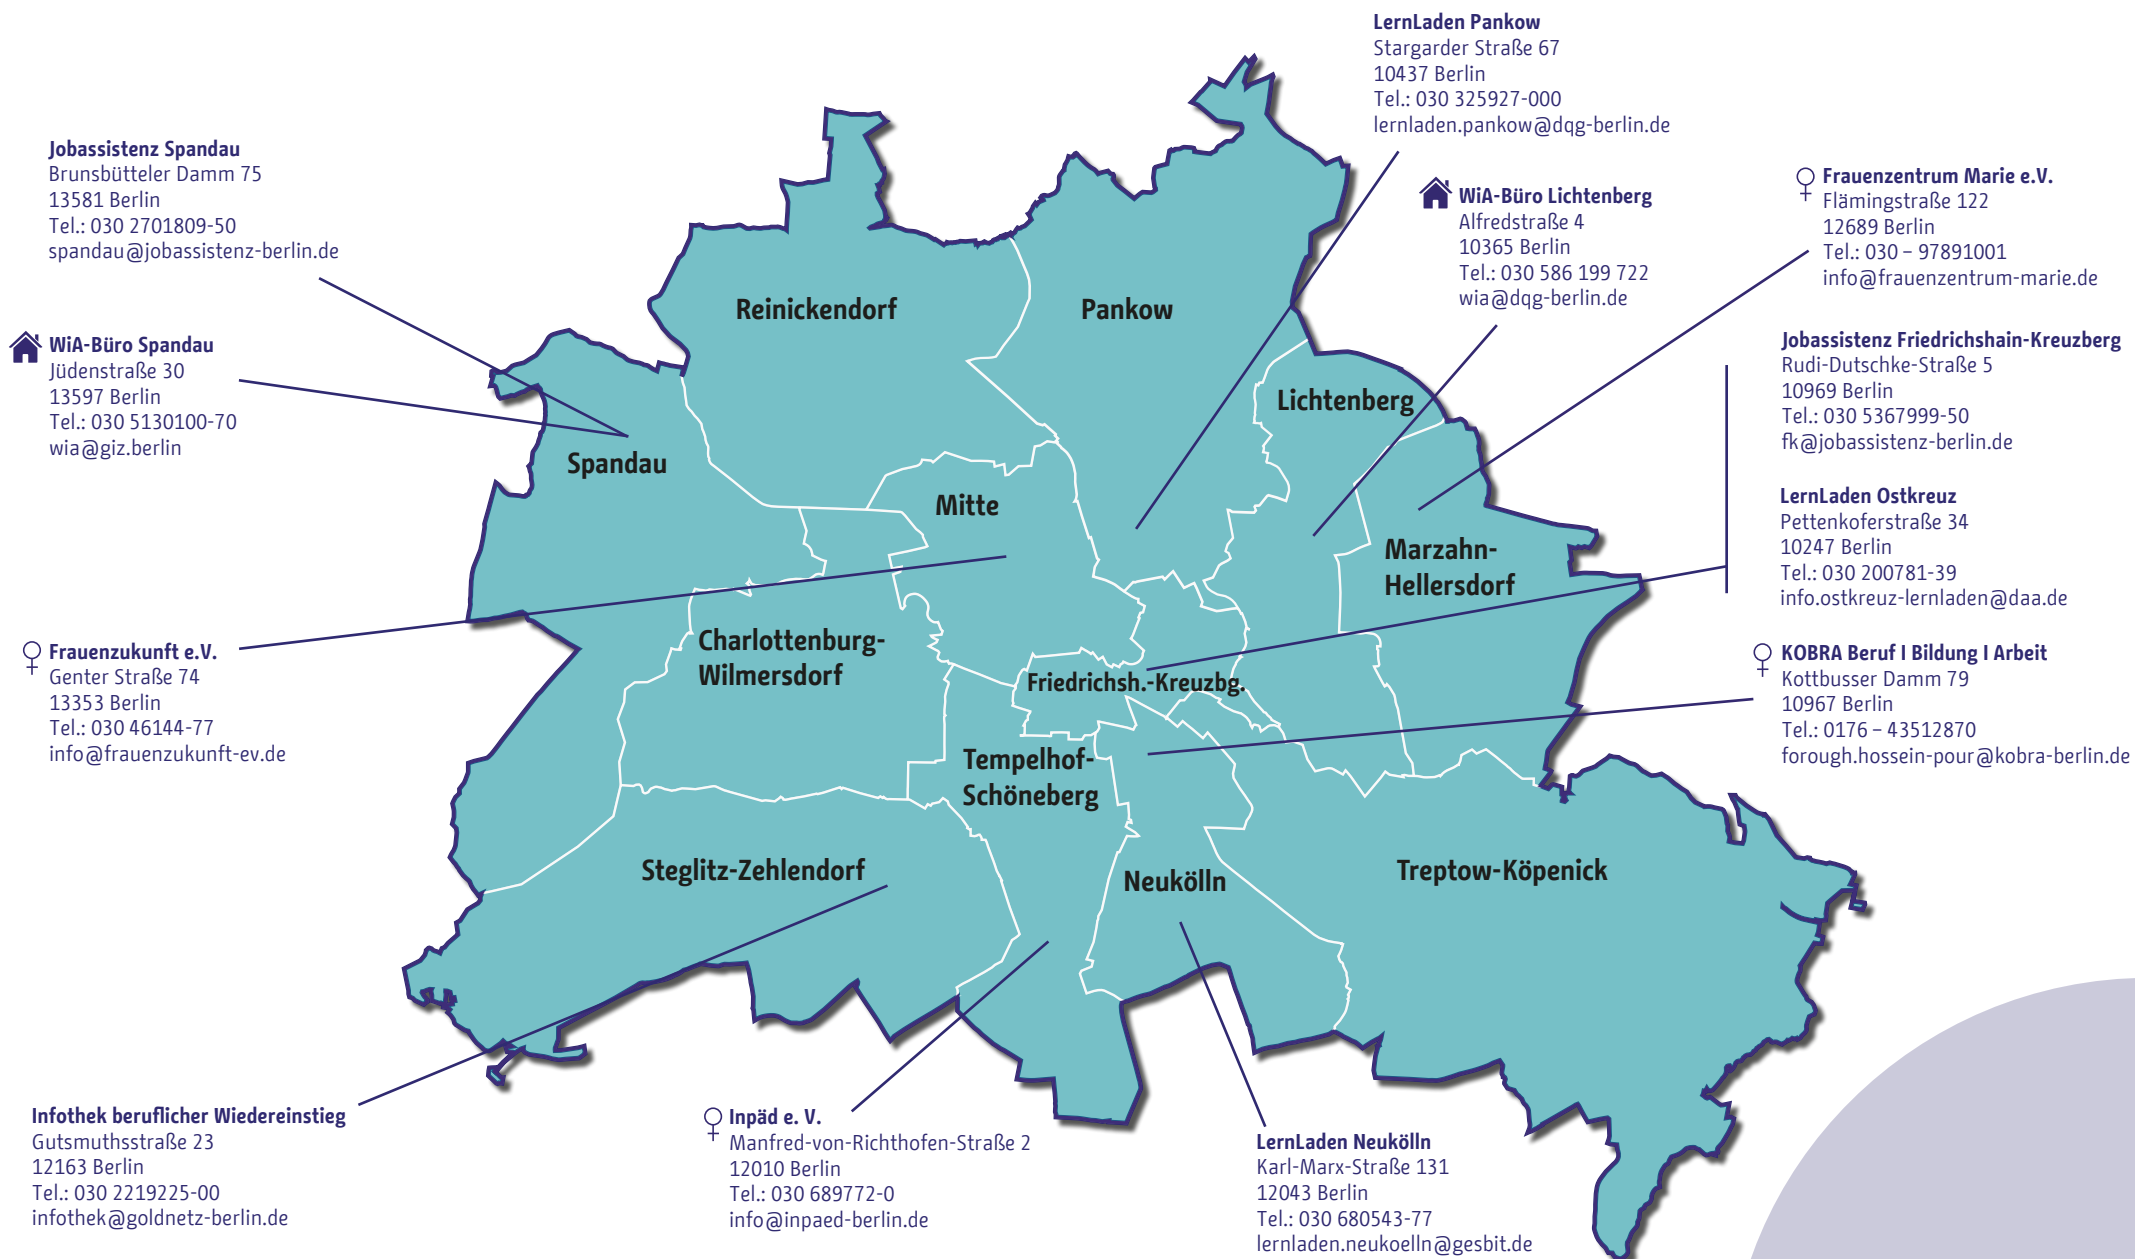 LernLaden Pankow
Stargarder Straße 67
10437 Berlin
Tel.: 030 325927-000
lernladen.pankow@dqg-berlin.de
Jobassistenz Spandau
Brunsbütteler Damm 75
13581 Berlin
Tel.: 030 2701809-50
spandau@jobassistenz-berlin.de
WiA-Büro Lichtenberg
Alfredstraße 4
10365 Berlin
Tel.: 030 586 199 722
wia@dqg-berlin.de
Frauenzentrum Marie e.V.
Flämingstraße 122
12689 Berlin
Tel.: 030 – 97891001
info@frauenzentrum-marie.de
WiA-Büro Spandau
Jüdenstraße 30
13597 Berlin
Tel.: 030 5130100-70
wia@giz.berlin
Jobassistenz Friedrichshain-Kreuzberg
Rudi-Dutschke-Straße 5
10969 Berlin
Tel.: 030 5367999-50
fk@jobassistenz-berlin.de
LernLaden Ostkreuz
Pettenkoferstraße 34
10247 Berlin
Tel.: 030 200781-39
info.ostkreuz-lernladen@daa.de
Reinickendorf
Pankow
Lichtenberg
Spandau
Mitte
Marzahn-
Hellersdorf
Charlottenburg-
Wilmersdorf
Friedrichsh.-Kreuzbg.
Tempelhof-
Schöneberg
Steglitz-Zehlendorf
Neukölln
Treptow-Köpenick
Frauenzukunft e.V.
Genter Straße 74
13353 Berlin
Tel.: 030 46144-77
info@frauenzukunft-ev.de
KOBRA Beruf I Bildung I Arbeit
Kottbusser Damm 79
10967 Berlin
Tel.: 0176 – 43512870
forough.hossein-pour@kobra-berlin.de
Infothek beruflicher Wiedereinstieg
Gutsmuthsstraße 23
12163 Berlin
Tel.: 030 2219225-00
infothek@goldnetz-berlin.de
Inpäd e. V.
Manfred-von-Richthofen-Straße 2
12010 Berlin
Tel.: 030 689772-0
info@inpaed-berlin.de
LernLaden Neukölln
Karl-Marx-Straße 131
12043 Berlin
Tel.: 030 680543-77
lernladen.neukoelln@gesbit.de